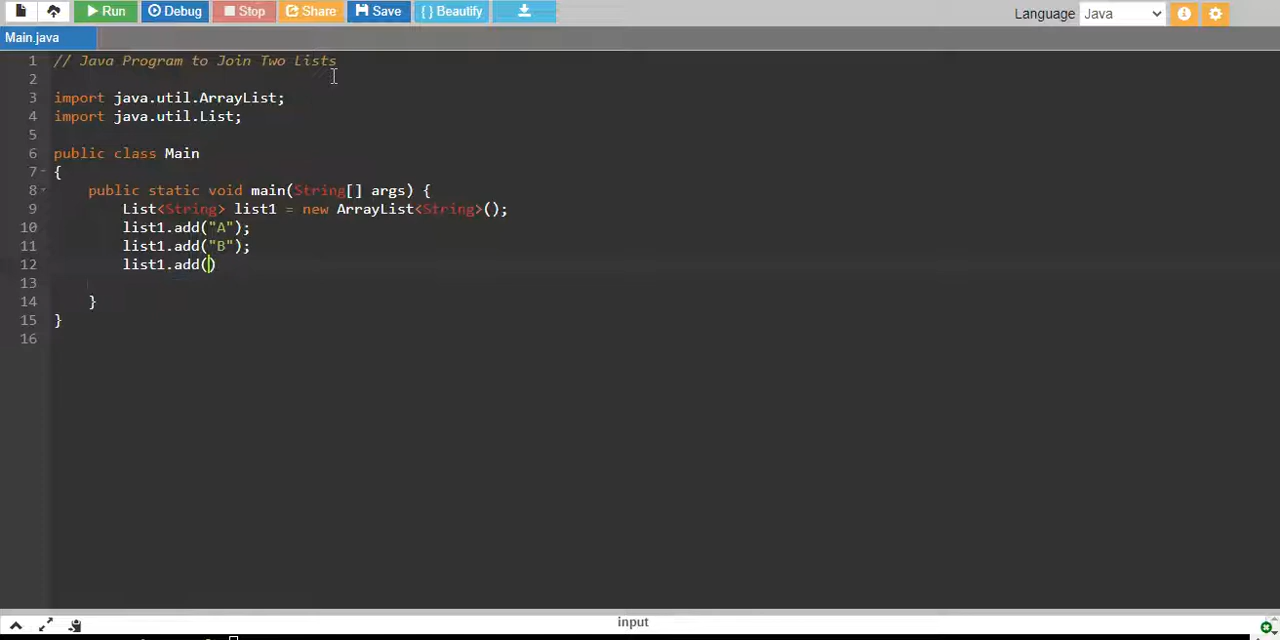 Run Debug Stop Share Save { } Beautify Language Java
Main.java
1 // Java Program to Join Two Lists
2
3 import java.util.ArrayList;
4 import java.util.List;
5
6 public class Main
7 {
8 public static void main(String[] args) {
9 List<String> list1 = new ArrayList<String>();
10 list1.add("A");
11 list1.add("B");
12 list1.add()
13
14 }
15 }
16
input